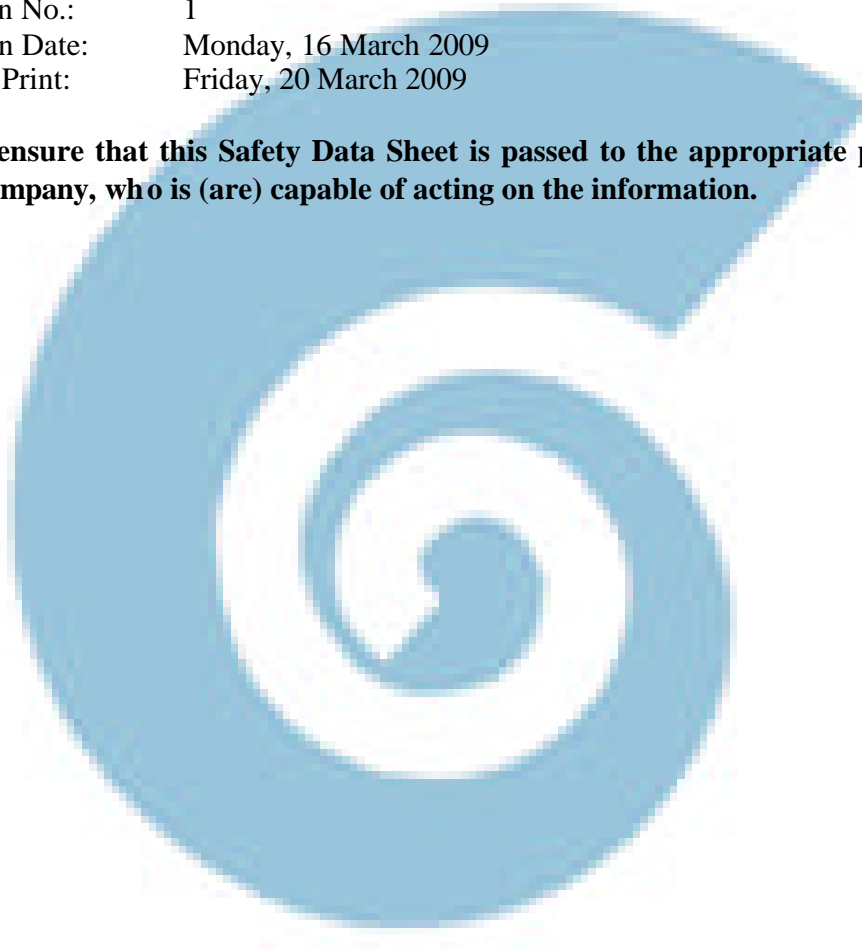 n No.: 1
n Date: Monday, 16 March 2009
Print: Friday, 20 March 2009
ensure that this Safety Data Sheet is passed to the appropriate p
mpany, who is (are) capable of acting on the information.